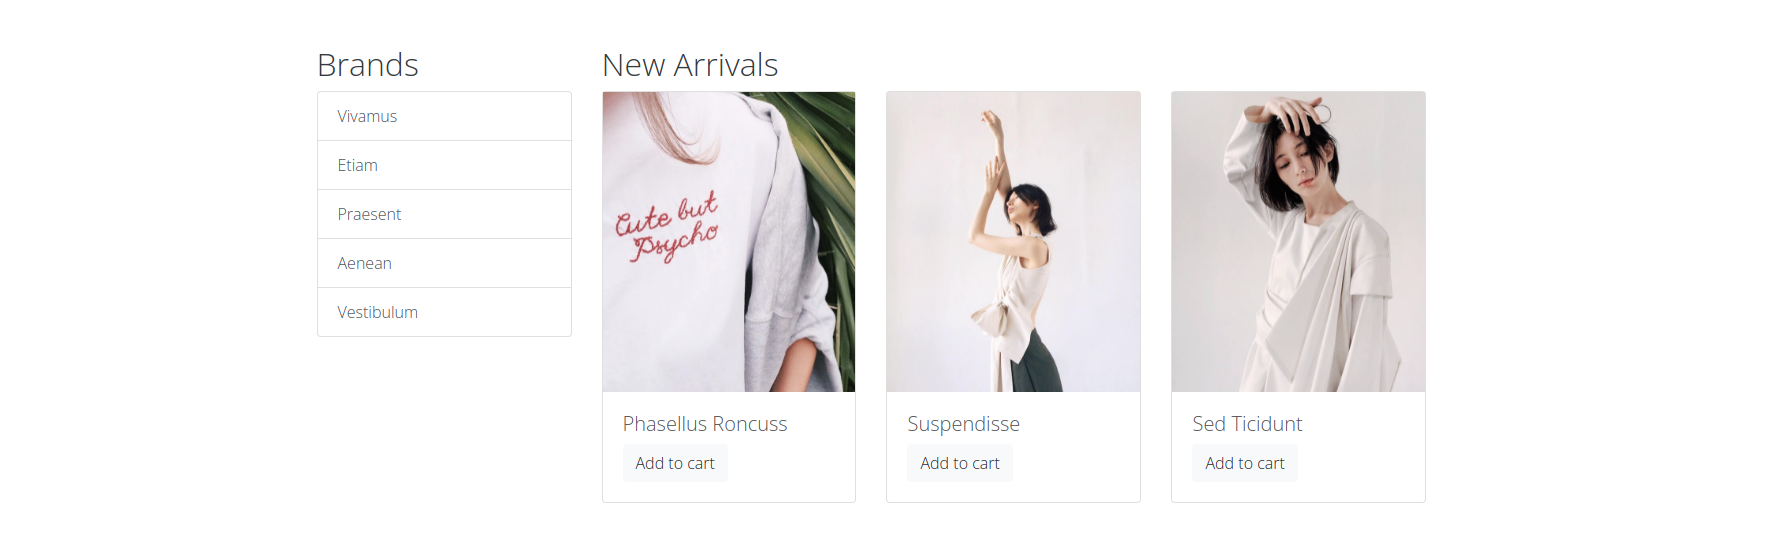 Brands
Vivamus
Etiam
Praesent
Aenean
Vestibulum
New Arrivals
Cute but
Psycho
Phasellus Roncuss
Add to cart
Suspendisse
Add to cart
Sed Ticidunt
Add to cart